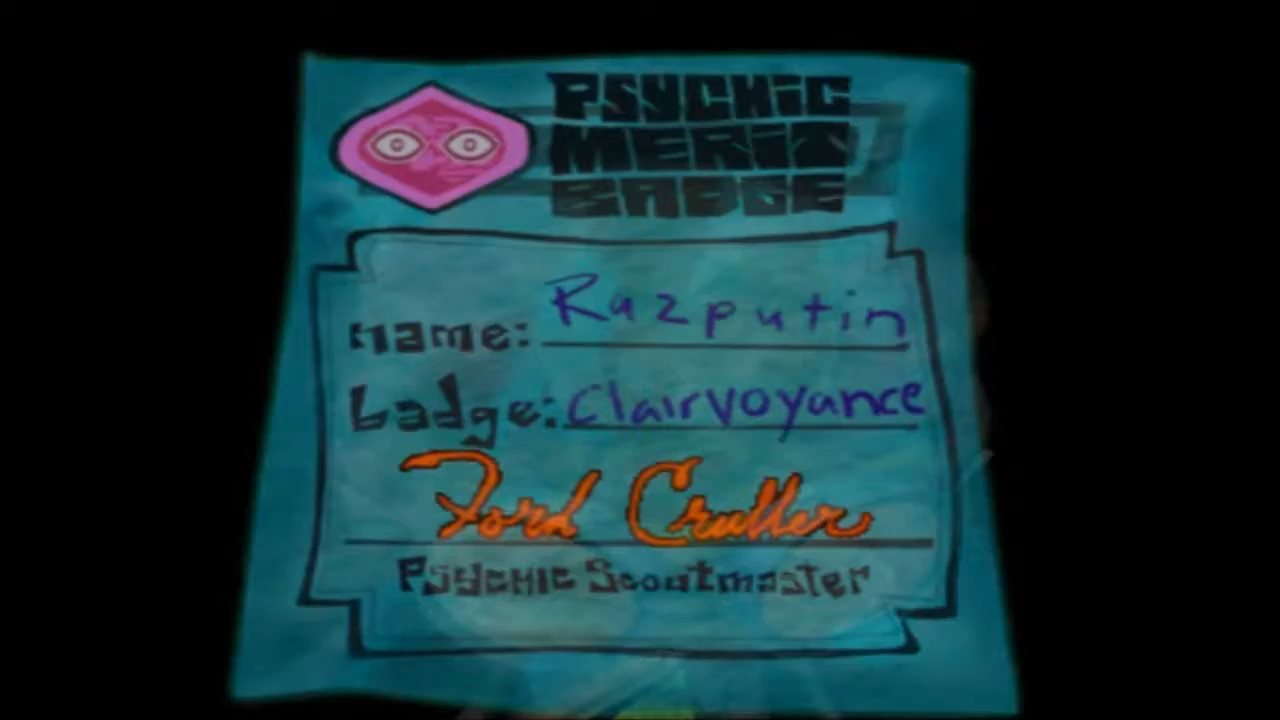 PSYCHIC
MERIT
BADGE
name: Razputin
badge: Clairvoyance
Ford Cruller
Psychic Scoutmaster